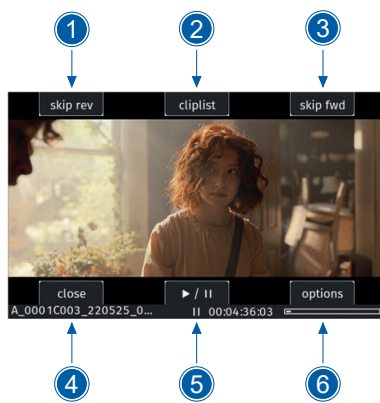 1 2 3
skip rev cliplist skip fwd
close ▶ / II options
A_0001C003_220525_0... II 00:04:36:03
4 5 6